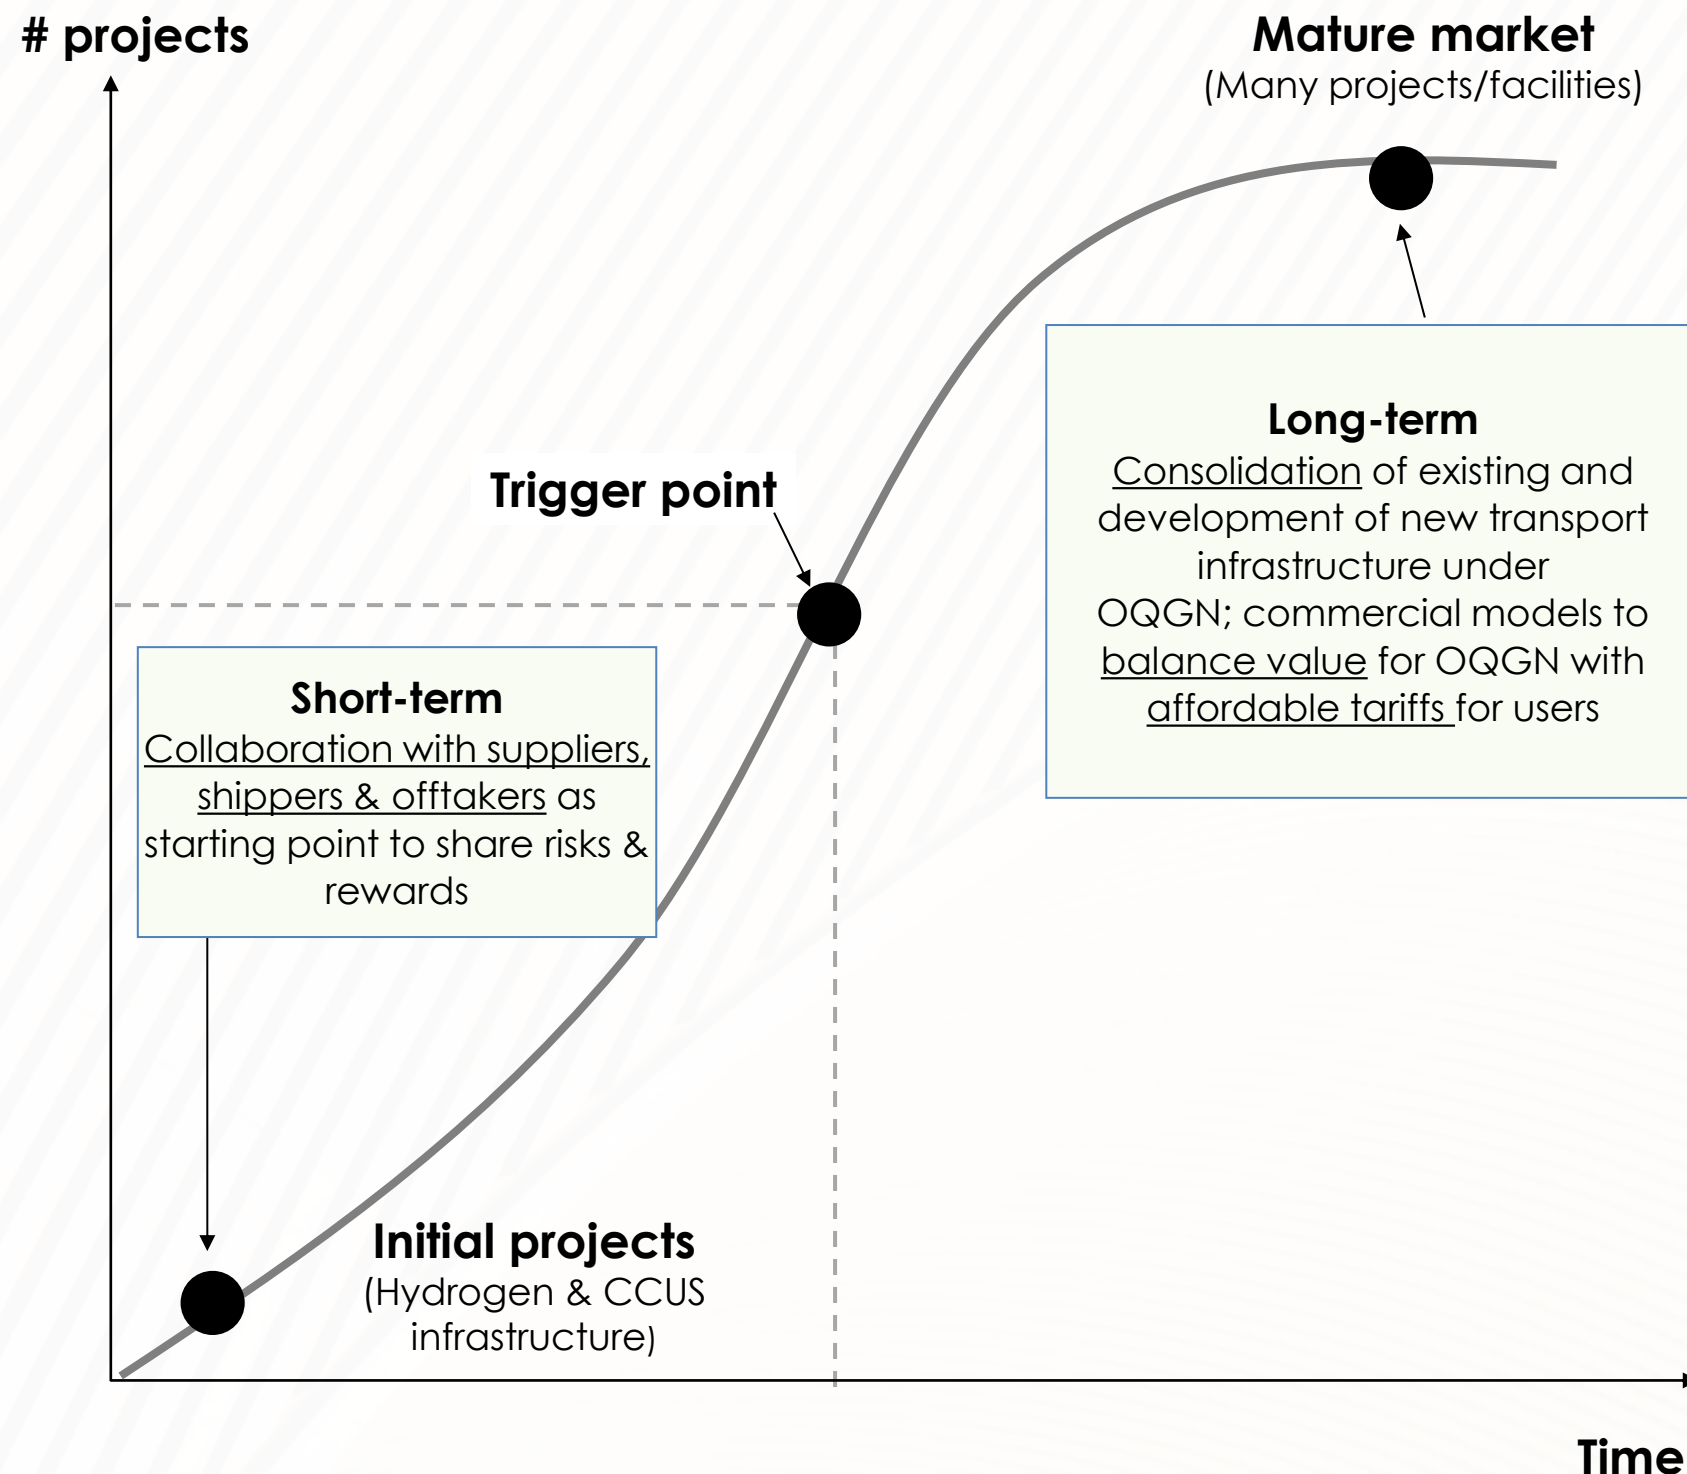 # projects
Mature market
(Many projects/facilities)
Long-term
Consolidation of existing and
development of new transport
infrastructure under
OQGN; commercial models to
balance value for OQGN with
affordable tariffs for users
Trigger point
Short-term
Collaboration with suppliers,
shippers & offtakers as
starting point to share risks &
rewards
Initial projects
(Hydrogen & CCUS
infrastructure)
Time